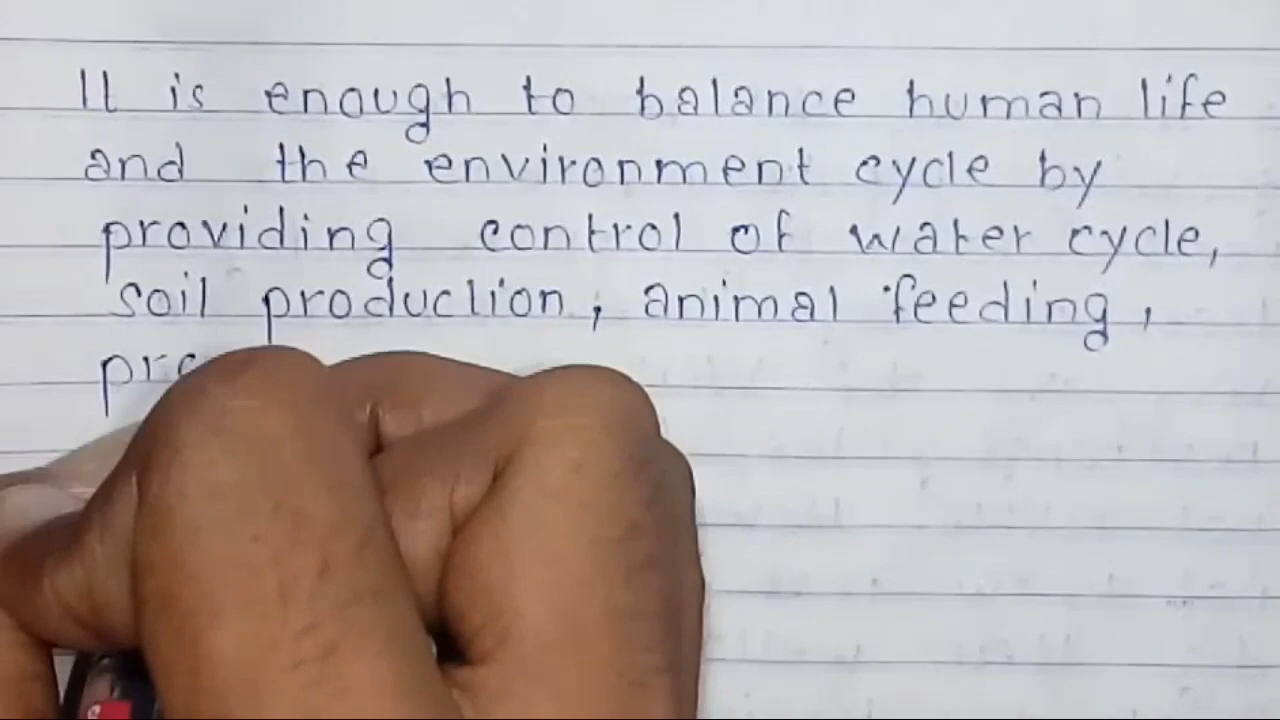 It is enough to balance human life
and the environment cycle by
providing control of water cycle,
soil production, animal feeding,